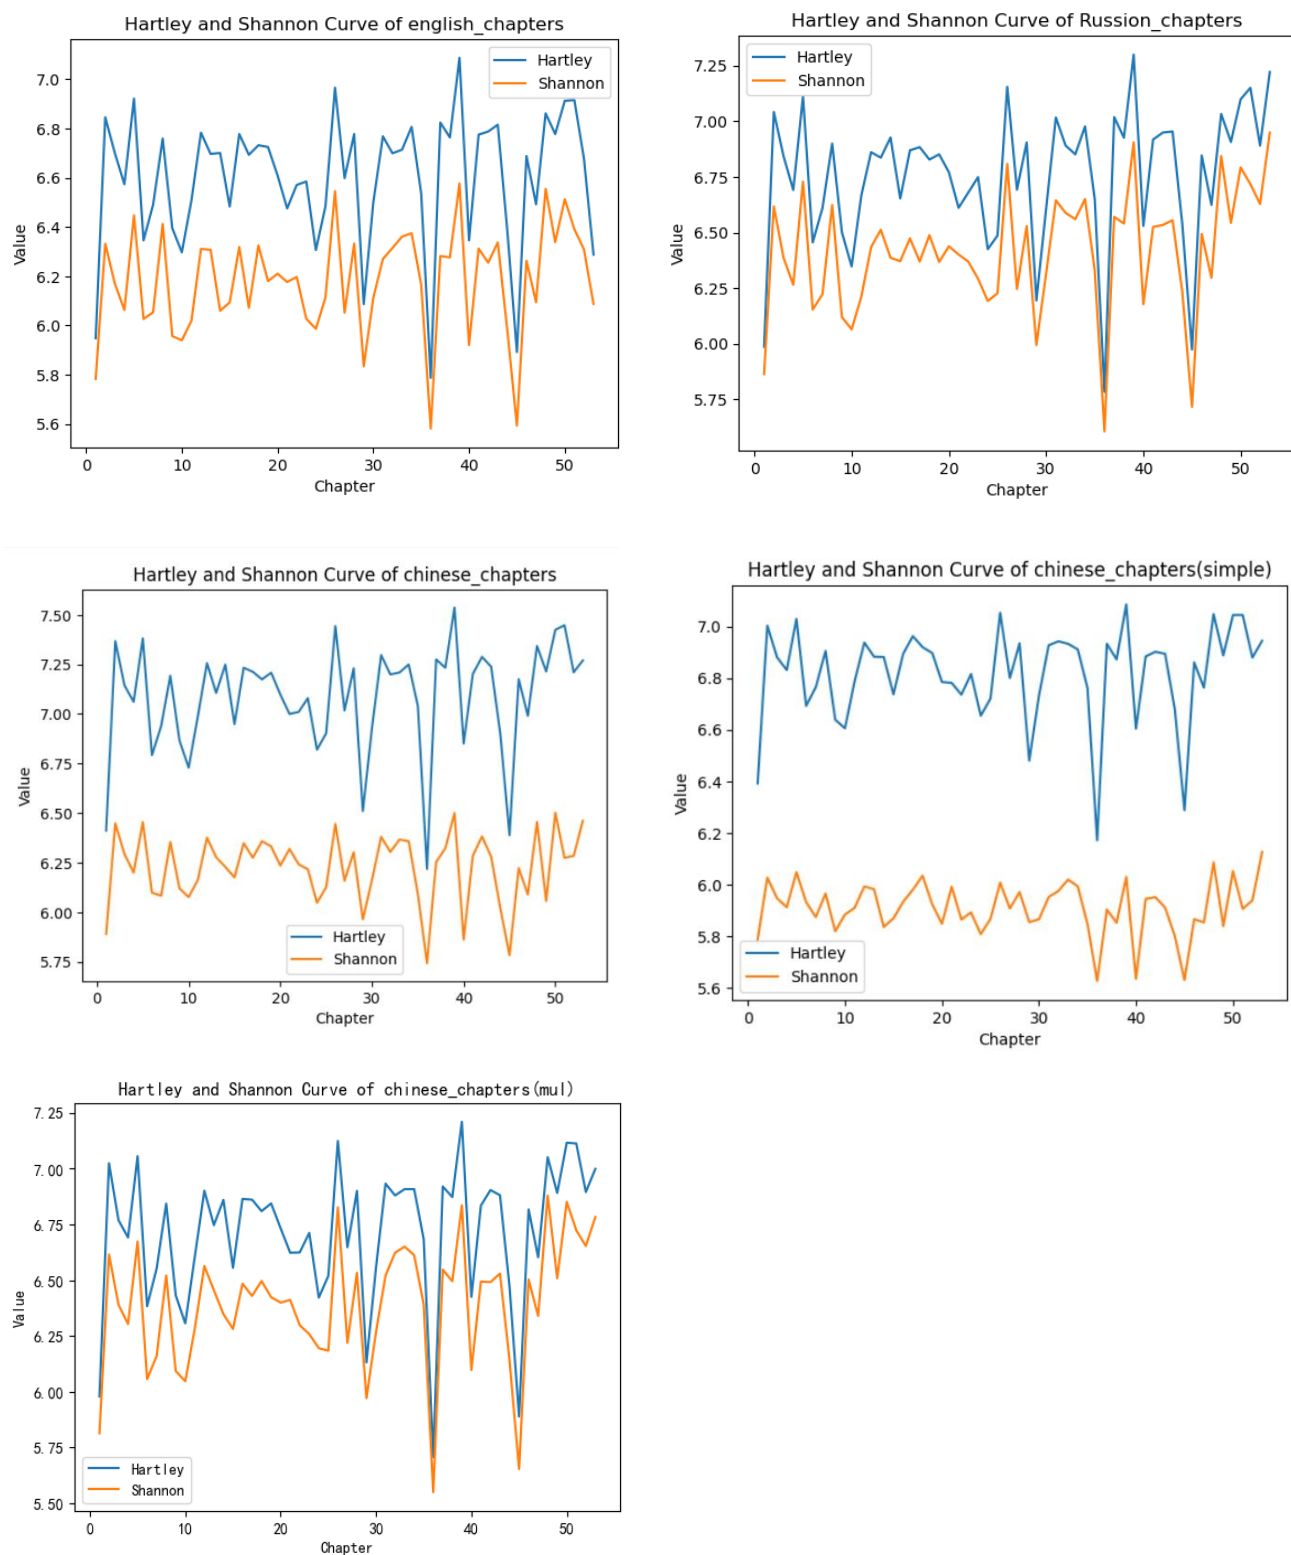 Hartley and Shannon Curve of english_chapters
Hartley
Shannon
7.0
6.8
6.6
6.4
6.2
6.0
5.8
5.6
Value
0 10 20 30 40 50
Chapter
Hartley and Shannon Curve of Russion_chapters
Hartley
Shannon
7.25
7.00
6.75
6.50
6.25
6.00
5.75
Value
0 10 20 30 40 50
Chapter
Hartley and Shannon Curve of chinese_chapters
7.50
7.25
7.00
6.75
6.50
6.25
6.00
5.75
Value
Hartley
Shannon
0 10 20 30 40 50
Chapter
Hartley and Shannon Curve of chinese_chapters(simple)
7.0
6.8
6.6
6.4
6.2
6.0
5.8
5.6
Value
Hartley
Shannon
0 10 20 30 40 50
Chapter
Hartley and Shannon Curve of chinese_chapters(mul)
7.25
7.00
6.75
6.50
6.25
6.00
5.75
5.50
Value
Hartley
Shannon
0 10 20 30 40 50
Chapter